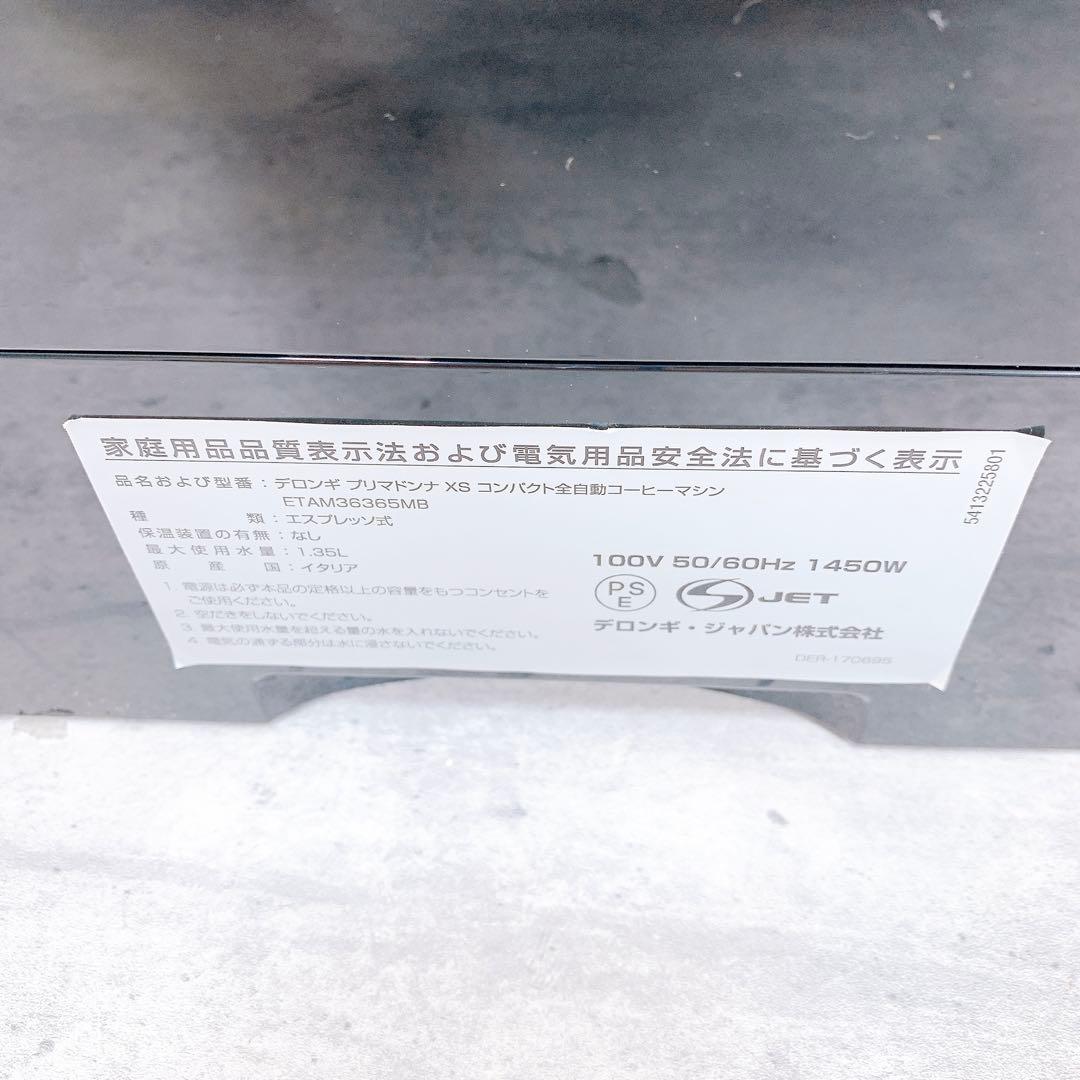 家庭用品品質表示法および電気用品安全法に基づく表示
品名および型番：デロンギ プリマドンナ XS コンパクト全自動コーヒーマシン
ETAM36365MB
種類：エスプレッソ式
保温装置の有無：なし
最大使用水量：1.35L
原産国：イタリア
1. 電源は必ず本品の定格以上の容量をもつコンセントを
ご使用ください。
2. 空だきをしないでください。
3. 最大使用水量を超える量の水を入れないでください。
4. 電気の通ずる部分は水に浸さないでください。
100V 50/60Hz 1450W
PS
E
JET
デロンギ・ジャパン株式会社
DER-170695
5413225801